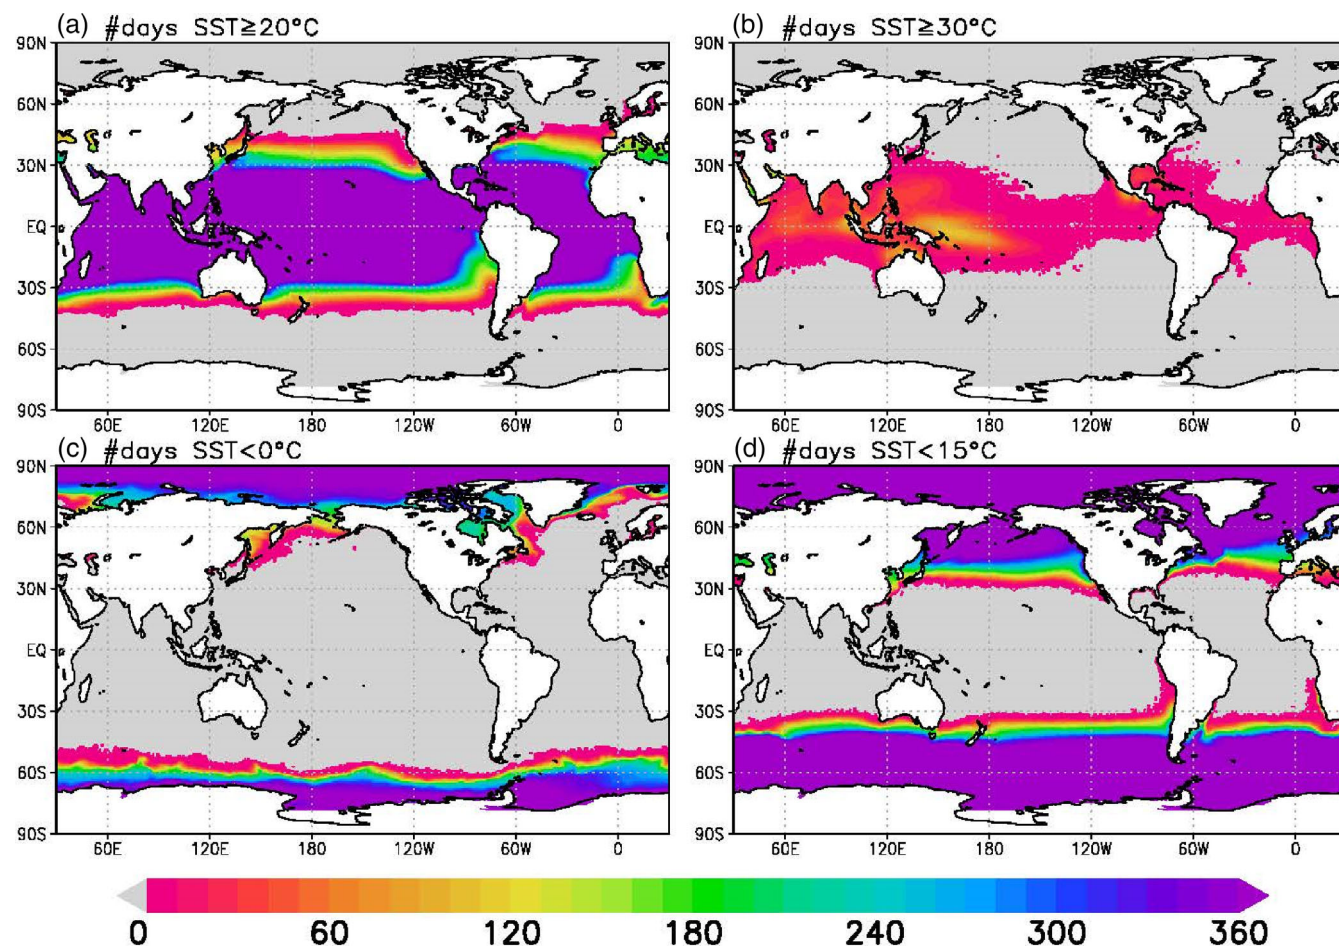 (a) #days SST≧20°C
90N
60N
30N
EQ
30S
60S
90S
60E 120E 180 120W 60W 0
(b) #days SST≧30°C
90N
60N
30N
EQ
30S
60S
90S
60E 120E 180 120W 60W 0
(c) #days SST<0°C
90N
60N
30N
EQ
30S
60S
90S
60E 120E 180 120W 60W 0
(d) #days SST<15°C
90N
60N
30N
EQ
30S
60S
90S
60E 120E 180 120W 60W 0
0 60 120 180 240 300 360